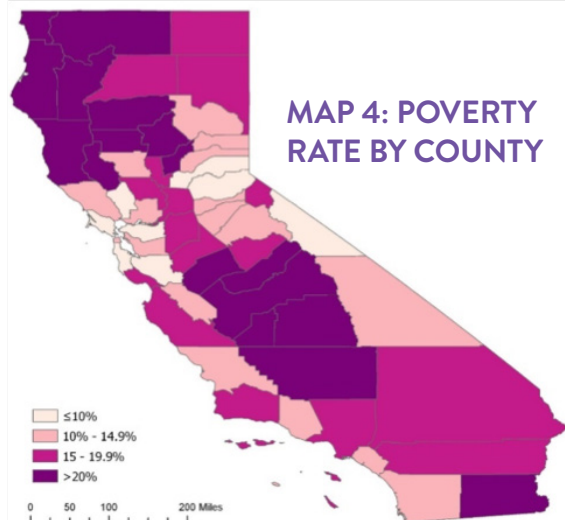 MAP 4: POVERTY
RATE BY COUNTY
≤10%
10% - 14.9%
15 - 19.9%
>20%
0 50 100 200 Miles